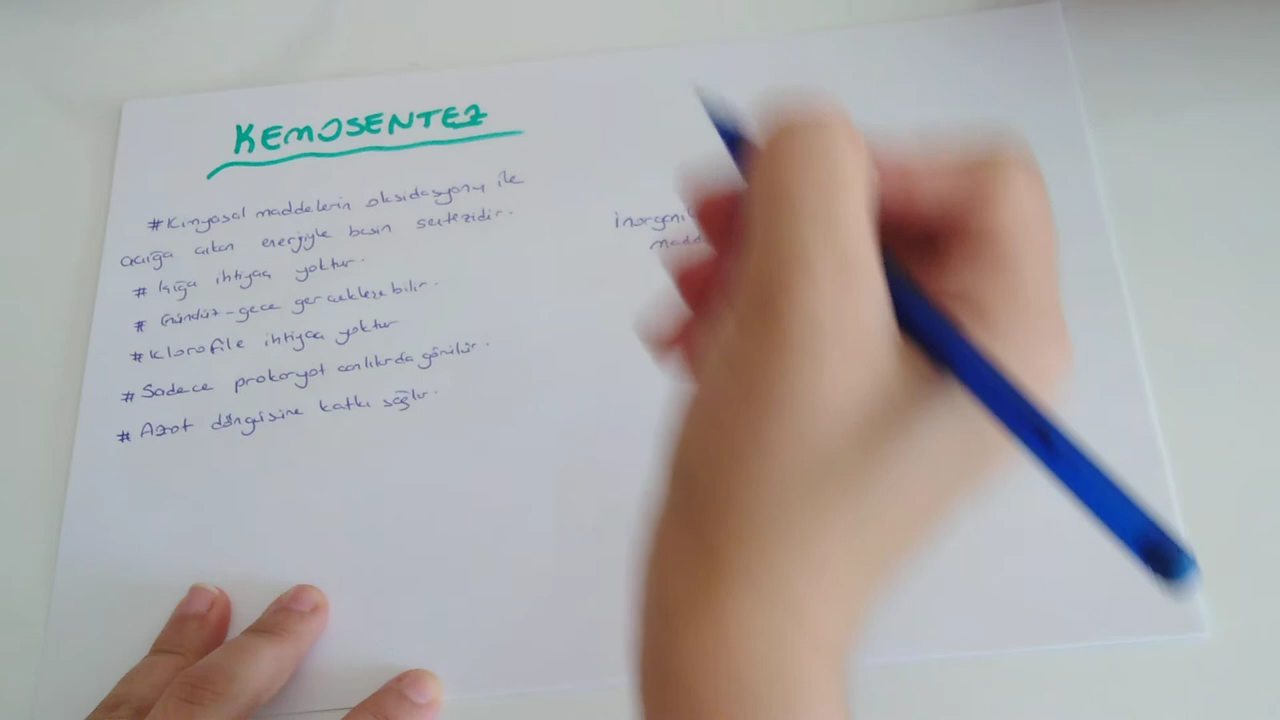 KEMOSENTEZ
#Kimyasal maddelerin oksidasyonu ile
açığa çıkan enerjiyle besin sentezidir.
# Işığa ihtiyaç yoktur.
# Gündüz-gece gerçekleşebilir.
#Klorofile ihtiyaç yoktur
#Sadece prokaryot canlılarda görülür.
# Azot döngüsüne katkı sağlır.